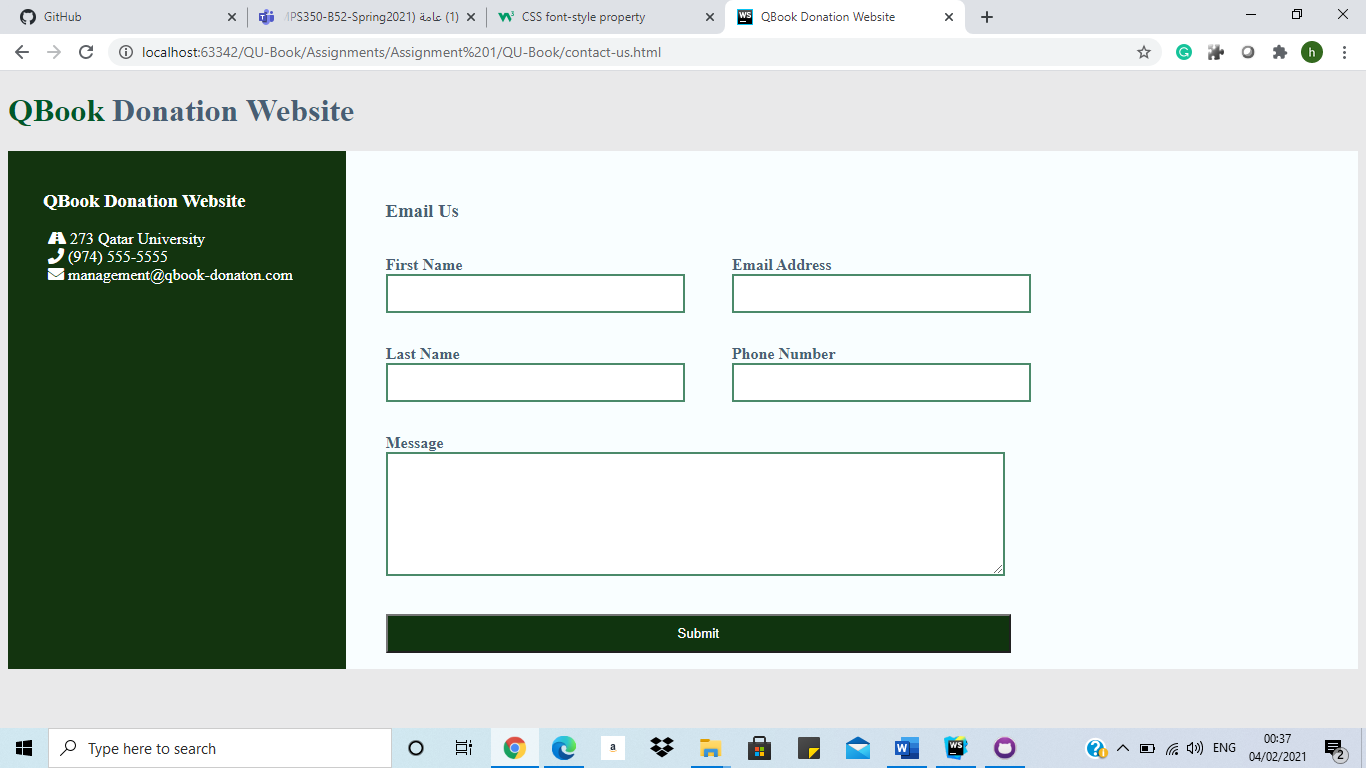 GitHub
(1) عامة (MPS350-B52-Spring2021
CSS font-style property
QBook Donation Website
localhost:63342/QU-Book/Assignments/Assignment%201/QU-Book/contact-us.html
h
QBook Donation Website
QBook Donation Website
273 Qatar University
(974) 555-5555
management@qbook-donaton.com
Email Us
First Name
Email Address
Last Name
Phone Number
Message
Submit
Type here to search
a
W
WS
ENG
00:37
04/02/2021
2